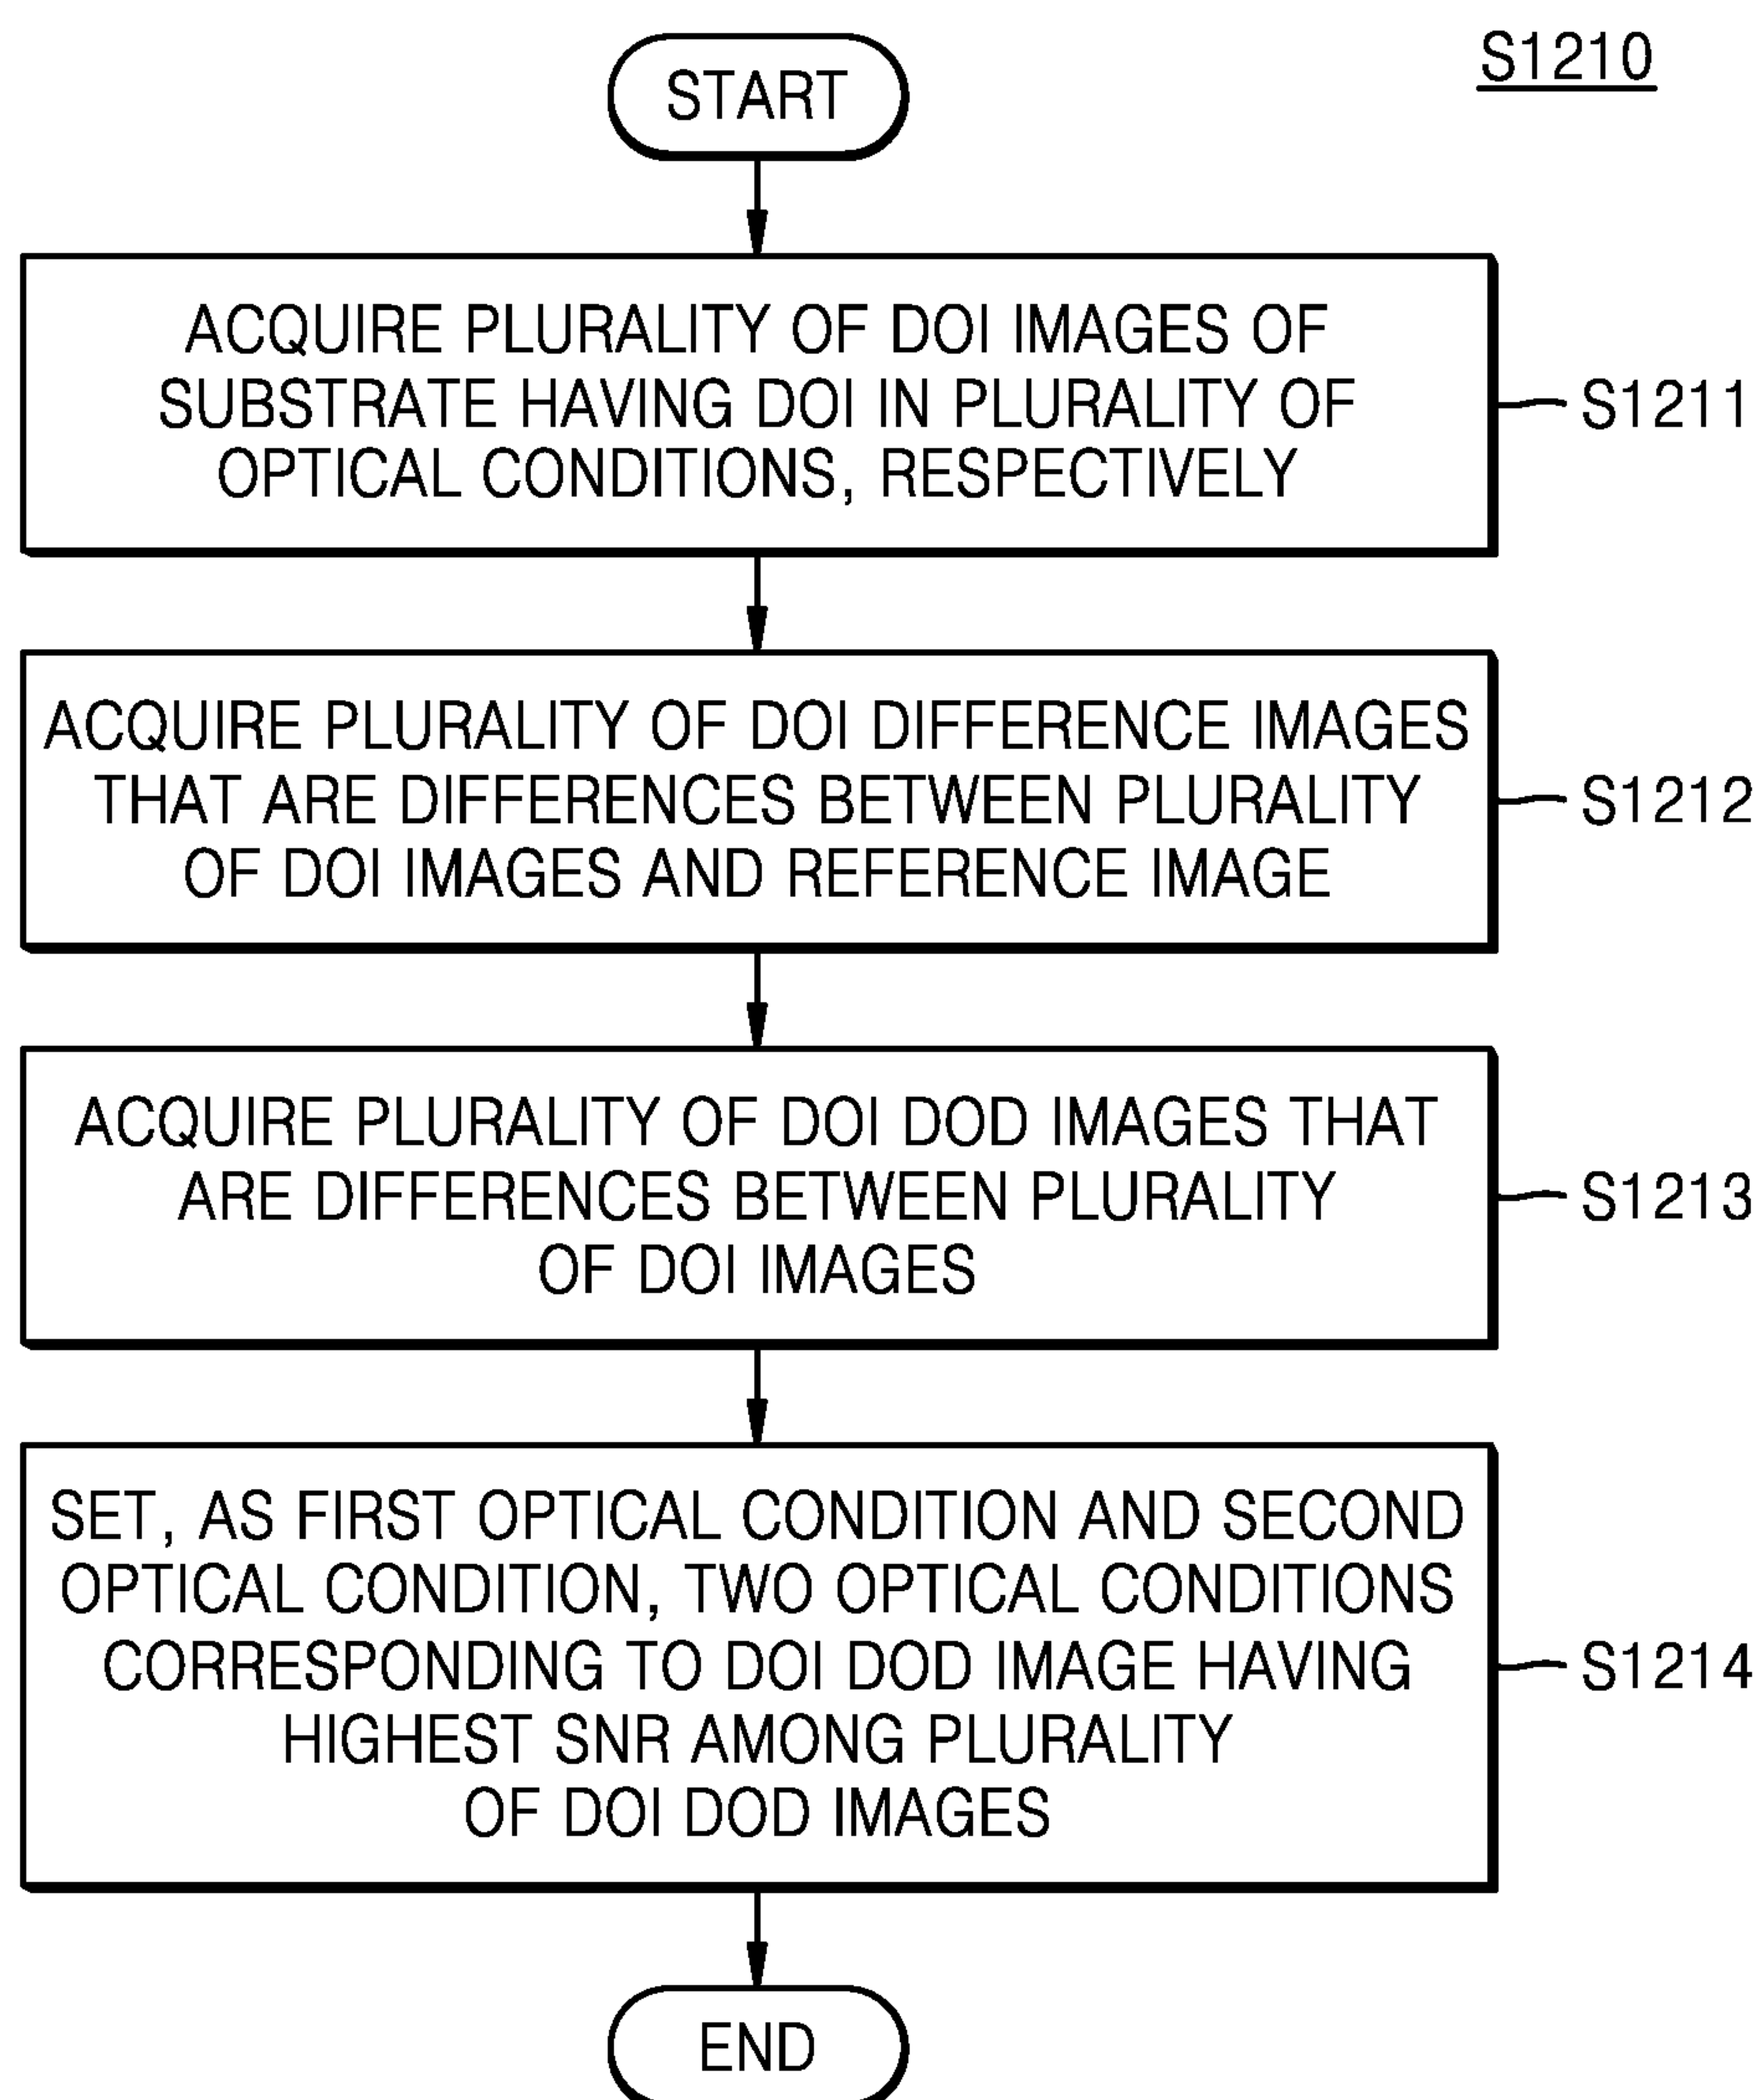 S1210
START
ACQUIRE PLURALITY OF DOI IMAGES OF
SUBSTRATE HAVING DOI IN PLURALITY OF
OPTICAL CONDITIONS, RESPECTIVELY
S1211
ACQUIRE PLURALITY OF DOI DIFFERENCE IMAGES
THAT ARE DIFFERENCES BETWEEN PLURALITY
OF DOI IMAGES AND REFERENCE IMAGE
S1212
ACQUIRE PLURALITY OF DOI DOD IMAGES THAT
ARE DIFFERENCES BETWEEN PLURALITY
OF DOI IMAGES
S1213
SET, AS FIRST OPTICAL CONDITION AND SECOND
OPTICAL CONDITION, TWO OPTICAL CONDITIONS
CORRESPONDING TO DOI DOD IMAGE HAVING
HIGHEST SNR AMONG PLURALITY
OF DOI DOD IMAGES
S1214
END